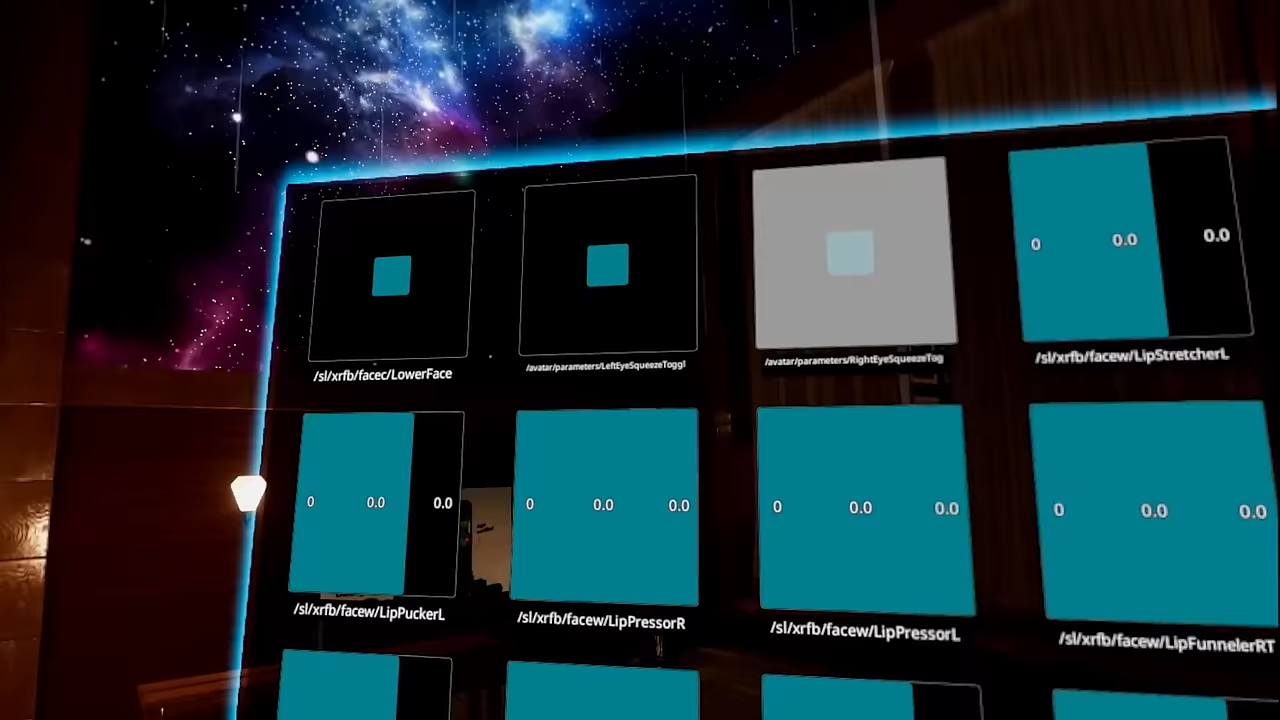 /sl/xrfb/facec/LowerFace
/avatar/parameters/LeftEyeSqueezeToggl
/avatar/parameters/RightEyeSqueezeTog
0 0.0 0.0
/sl/xrfb/facew/LipStretcherL
0 0.0 0.0
/sl/xrfb/facew/LipPuckerL
0 0.0 0.0
/sl/xrfb/facew/LipPressorR
0 0.0 0.0
/sl/xrfb/facew/LipPressorL
0 0.0 0.0
/sl/xrfb/facew/LipFunnelerRT